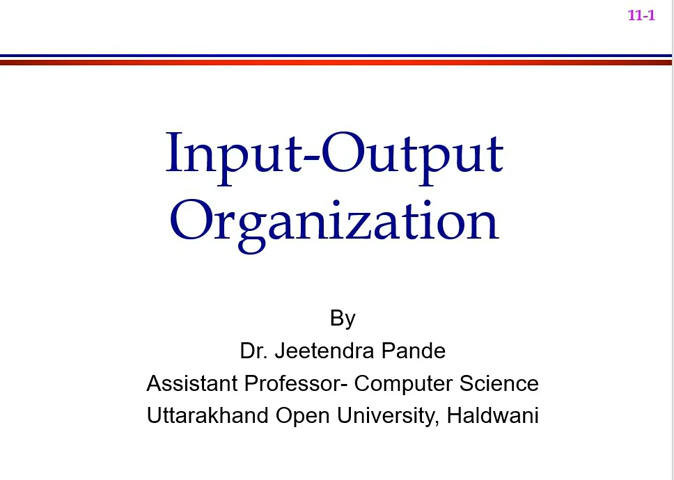 11-1
Input-Output
Organization
By
Dr. Jeetendra Pande
Assistant Professor- Computer Science
Uttarakhand Open University, Haldwani